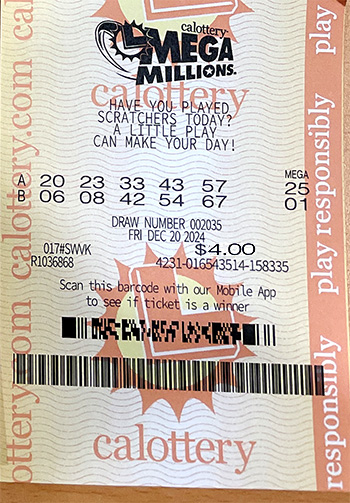 calottery
MEGA
MILLIONS.
calottery
HAVE YOU PLAYED
SCRATCHERS TODAY?
A LITTLE PLAY
CAN MAKE YOUR DAY!
MEGA
A 20 23 33 43 57 25
B 06 08 42 54 67 01
DRAW NUMBER 002035
FRI DEC 20 2024
017#SWVK $4.00
R1036868 4231-016543514-158335
Scan this barcode with our Mobile App
to see if ticket is a winner
calottery
calottery.com calottery.com
play responsibly play
responsibly